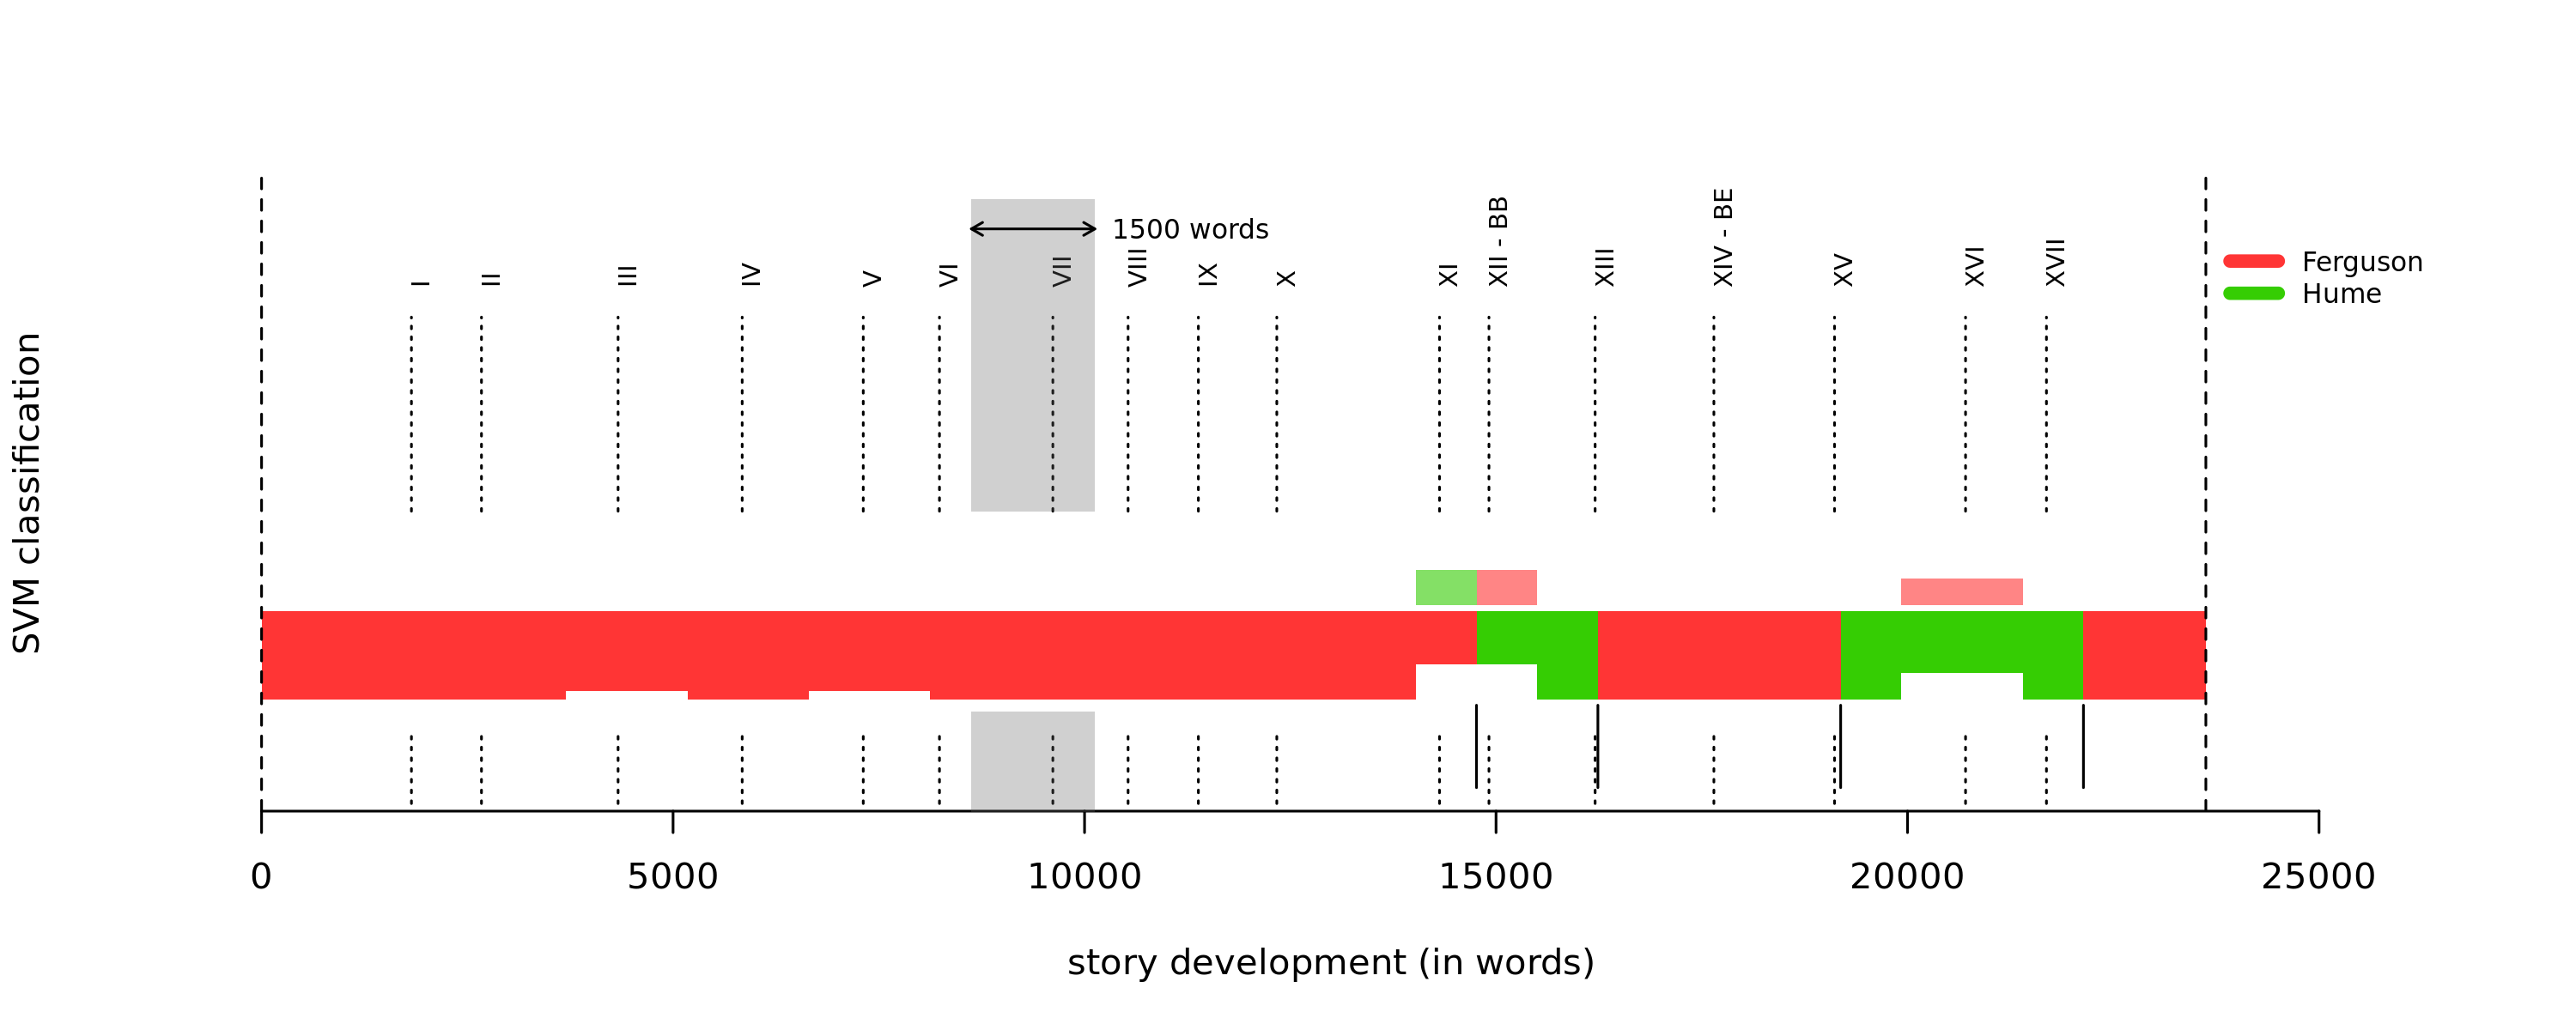 1500 words
I II III IV V VI VII VIII IX X XI XII - BB XIII XIV - BE XV XVI XVII
Ferguson
Hume
SVM classification
0 5000 10000 15000 20000 25000
story development (in words)